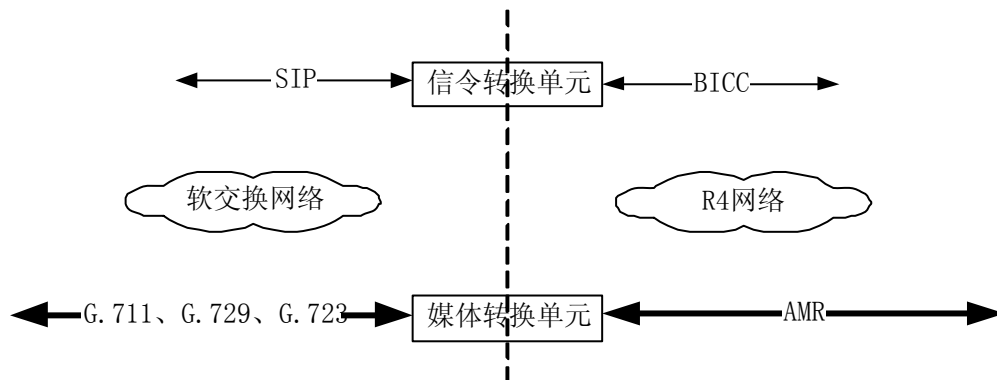 SIP
信令转换单元
BICC
软交换网络
R4网络
G.711、G.729、G.723
媒体转换单元
AMR